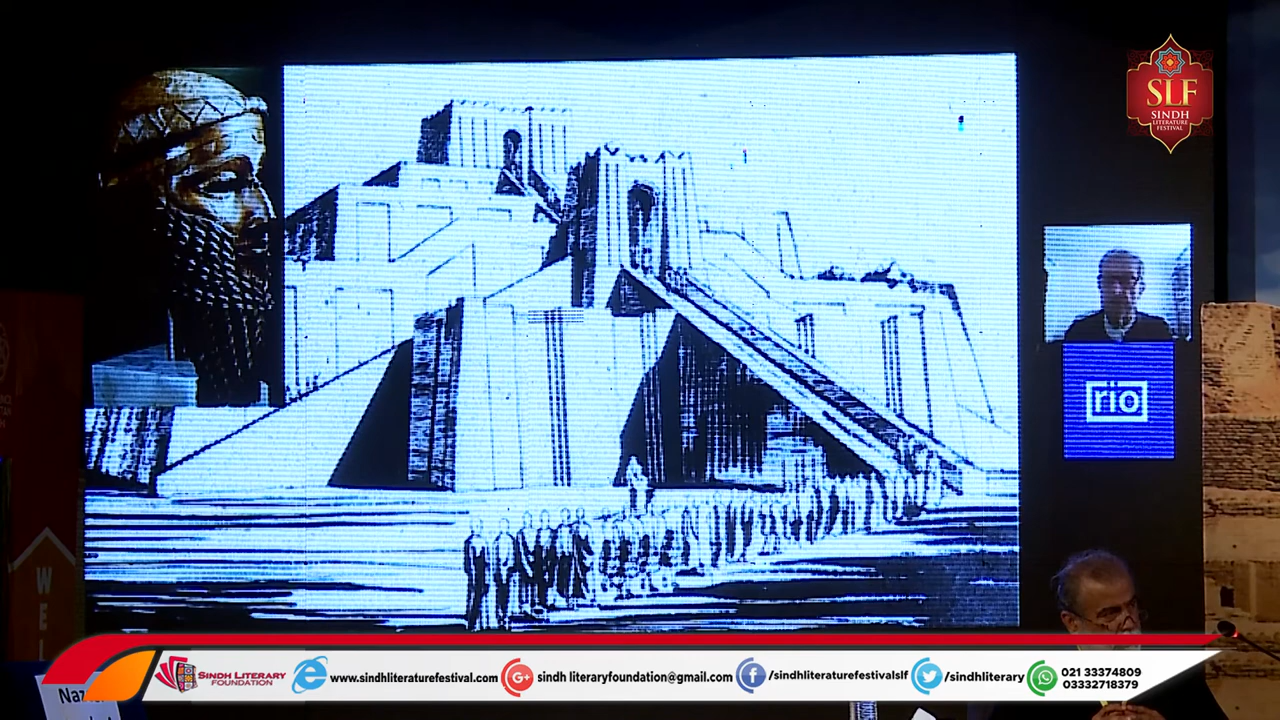 SLF
SINDH
LITERATURE
FESTIVAL
rio
WEL
SINDH LITERARY
FOUNDATION
www.sindhliteraturefestival.com
sindh literaryfoundation@gmail.com
/sindhliteraturefestivalslf
/sindhliterary
021 33374809
03332718379